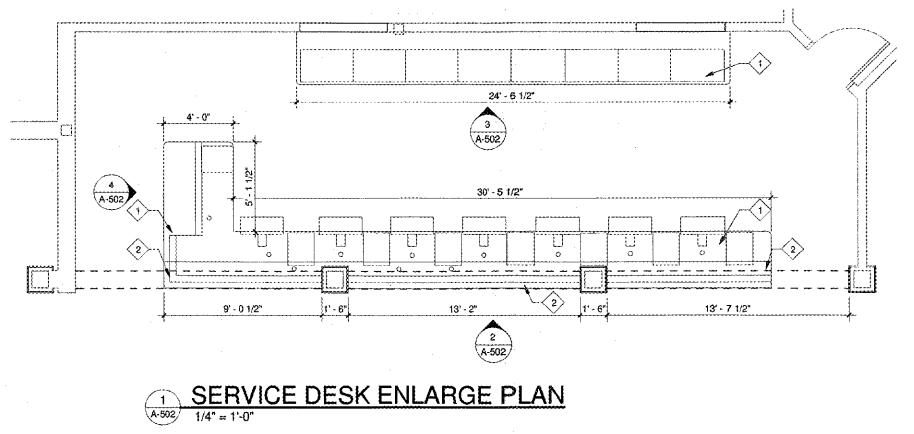 1
24' - 6 1/2"
3
A-502
4' - 0"
5' - 1 1/2"
4
A-502
1
30' - 5 1/2"
1
2
2
2
9' - 0 1/2"
1' - 6"
13' - 2"
1' - 6"
13' - 7 1/2"
2
A-502
1
A-502
SERVICE DESK ENLARGE PLAN
1/4" = 1'-0"